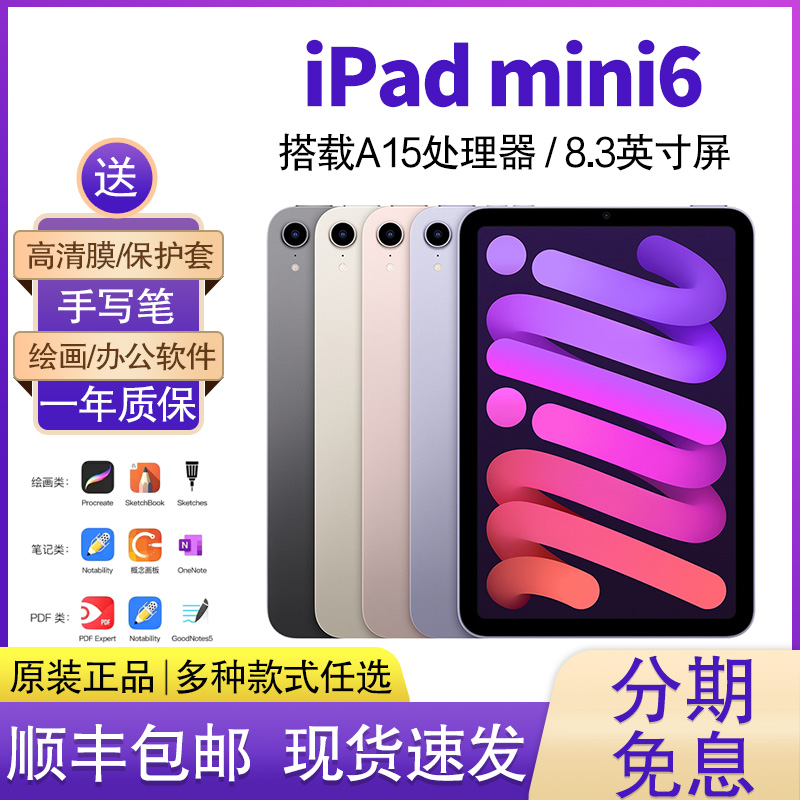 iPad mini6
搭载A15处理器 / 8.3英寸屏
送
高清膜/保护套
手写笔
绘画/办公软件
一年质保
绘画类：
Procreate
SketchBook
Sketches
笔记类：
Notability
概念画板
OneNote
PDF 类：
PDF Expert
Notability
GoodNotes5
原装正品|多种款式任选
顺丰包邮 现货速发
分期
免息